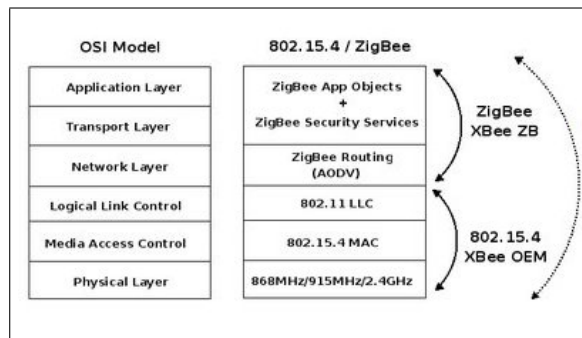 OSI Model
802.15.4 / ZigBee
Application Layer
Transport Layer
Network Layer
Logical Link Control
Media Access Control
Physical Layer
ZigBee App Objects
+
ZigBee Security Services
ZigBee Routing
(AODV)
802.11 LLC
802.15.4 MAC
868MHz/915MHz/2.4GHz
ZigBee
XBee ZB
802.15.4
XBee OEM